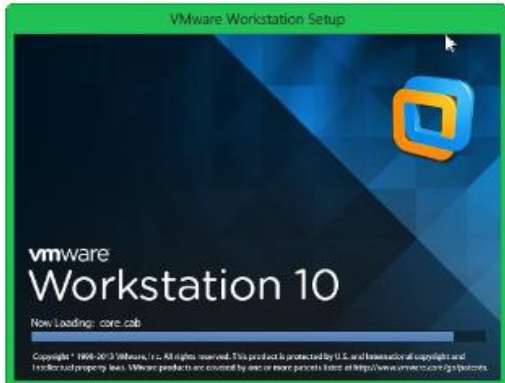 VMware Workstation Setup
vmware
Workstation 10
Now Loading: core.cab
Copyright © 1998-2013 VMware, Inc. All rights reserved. This product is protected by U.S. and international copyright and
intellectual property laws. VMware products are covered by one or more patents listed at http://www.vmware.com/go/patents.